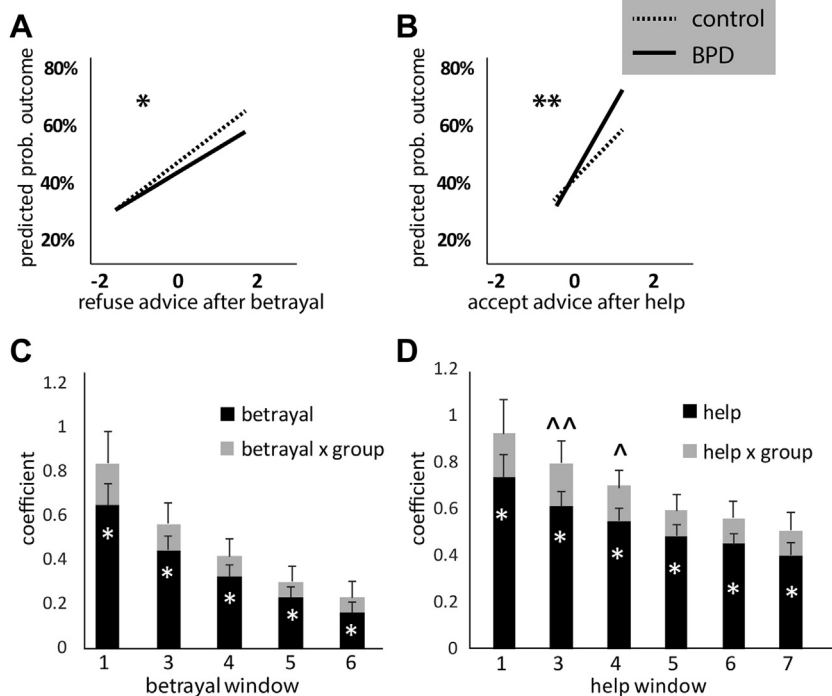 A
predicted prob. outcome
80%
60%
40%
20%
*
-2 0 2
refuse advice after betrayal
B
control
BPD
predicted prob. outcome
80%
60%
40%
20%
**
-2 0 2
accept advice after help
C
coefficient
1.2
1
0.8
0.6
0.4
0.2
0
betrayal
betrayal x group
* * * * *
1 3 4 5 6
betrayal window
D
coefficient
1.2
1
0.8
0.6
0.4
0.2
0
help
help x group
^^ ^
* * * * * *
1 3 4 5 6 7
help window